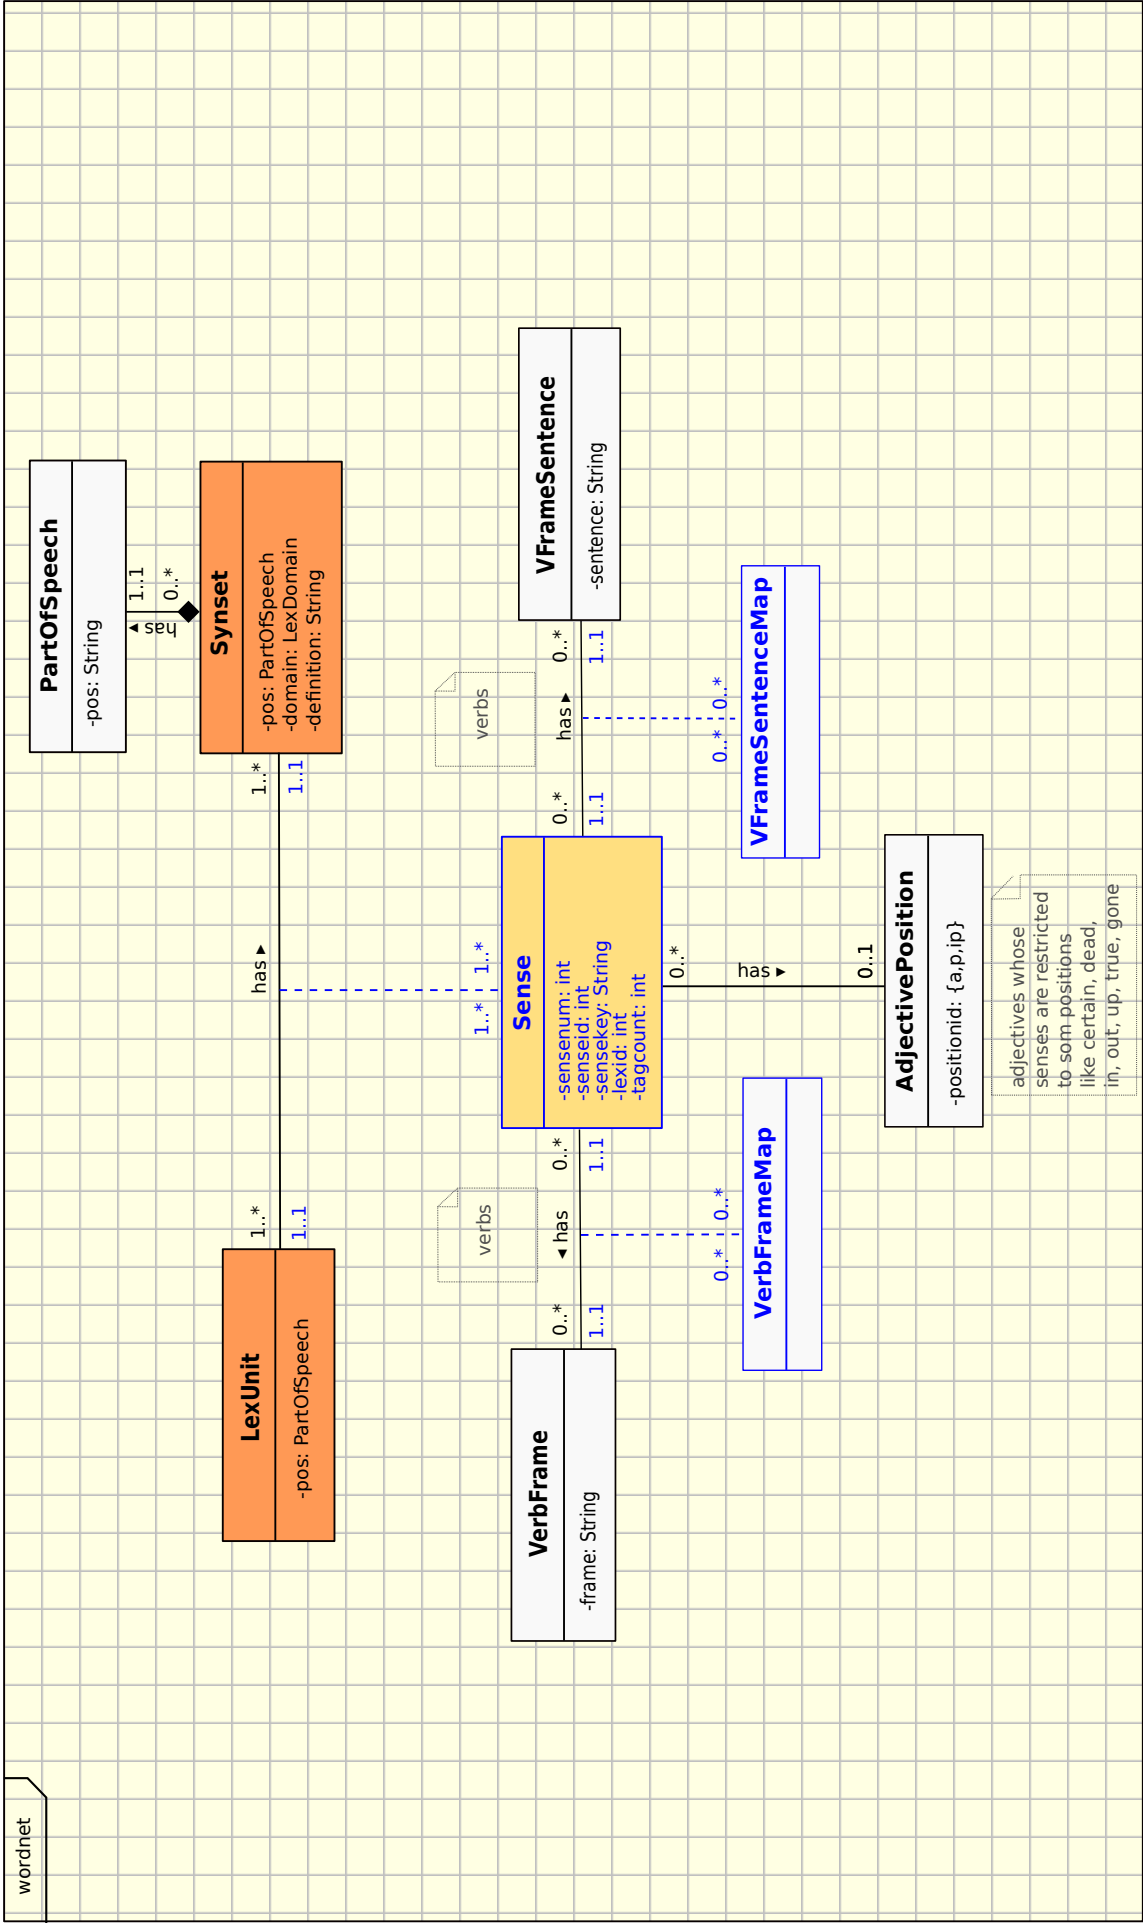 wordnet
PartOfSpeech
-pos: String
1..1
has ▸
0..*
LexUnit
-pos: PartOfSpeech
1..*
1..1
has ▸
1..*
1..1
Synset
-pos: PartOfSpeech
-domain: LexDomain
-definition: String
1..* 1..*
verbs
verbs
VerbFrame
-frame: String
0..*
1..1
◂ has
0..*
1..1
Sense
-sensenum: int
-senseid: int
-sensekey: String
-lexid: int
-tagcount: int
0..*
1..1
has ▸
0..*
1..1
VFrameSentence
-sentence: String
0..* 0..*
VerbFrameMap
0..*
has ▸
0..1
0..* 0..*
VFrameSentenceMap
AdjectivePosition
-positionid: {a,p,ip}
adjectives whose
senses are restricted
to som positions
like certain, dead,
in, out, up, true, gone